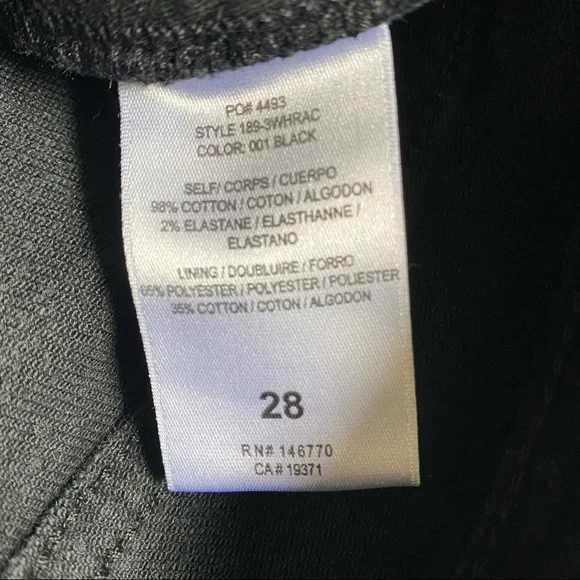 PO# 4493
STYLE 189-3WHRAC
COLOR: 001 BLACK
SELF/ CORPS / CUERPO
98% COTTON / COTON / ALGODON
2% ELASTANE / ELASTHANNE /
ELASTANO
LINING / DOUBLUIRE / FORRO
65% POLYESTER / POLYESTER / POLIESTER
35% COTTON / COTON / ALGODON
28
RN# 146770
CA# 19371